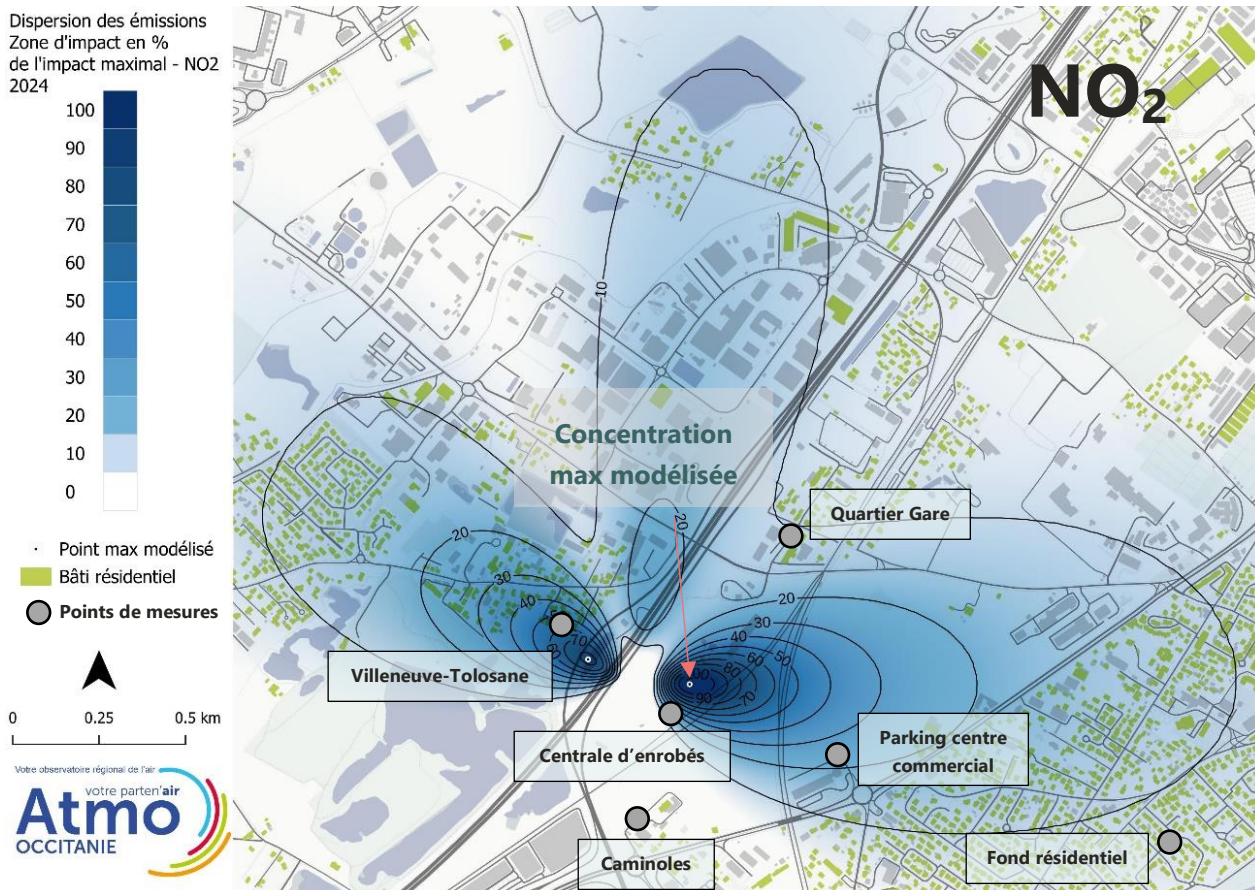 Dispersion des émissions
Zone d'impact en %
de l'impact maximal - NO2
2024
100
90
80
70
60
50
40
30
20
10
0
Point max modélisé
Bâti résidentiel
Points de mesures
0 0.25 0.5 km
Votre observatoire régional de l'air
votre parten'air
Atmo
OCCITANIE
NO₂
10
Concentration
max modélisée
20
Quartier Gare
20
30
40
70
Villeneuve-Tolosane
20
30
40
50
60
70
80
90
Centrale d'enrobés
Parking centre
commercial
Caminoles
Fond résidentiel